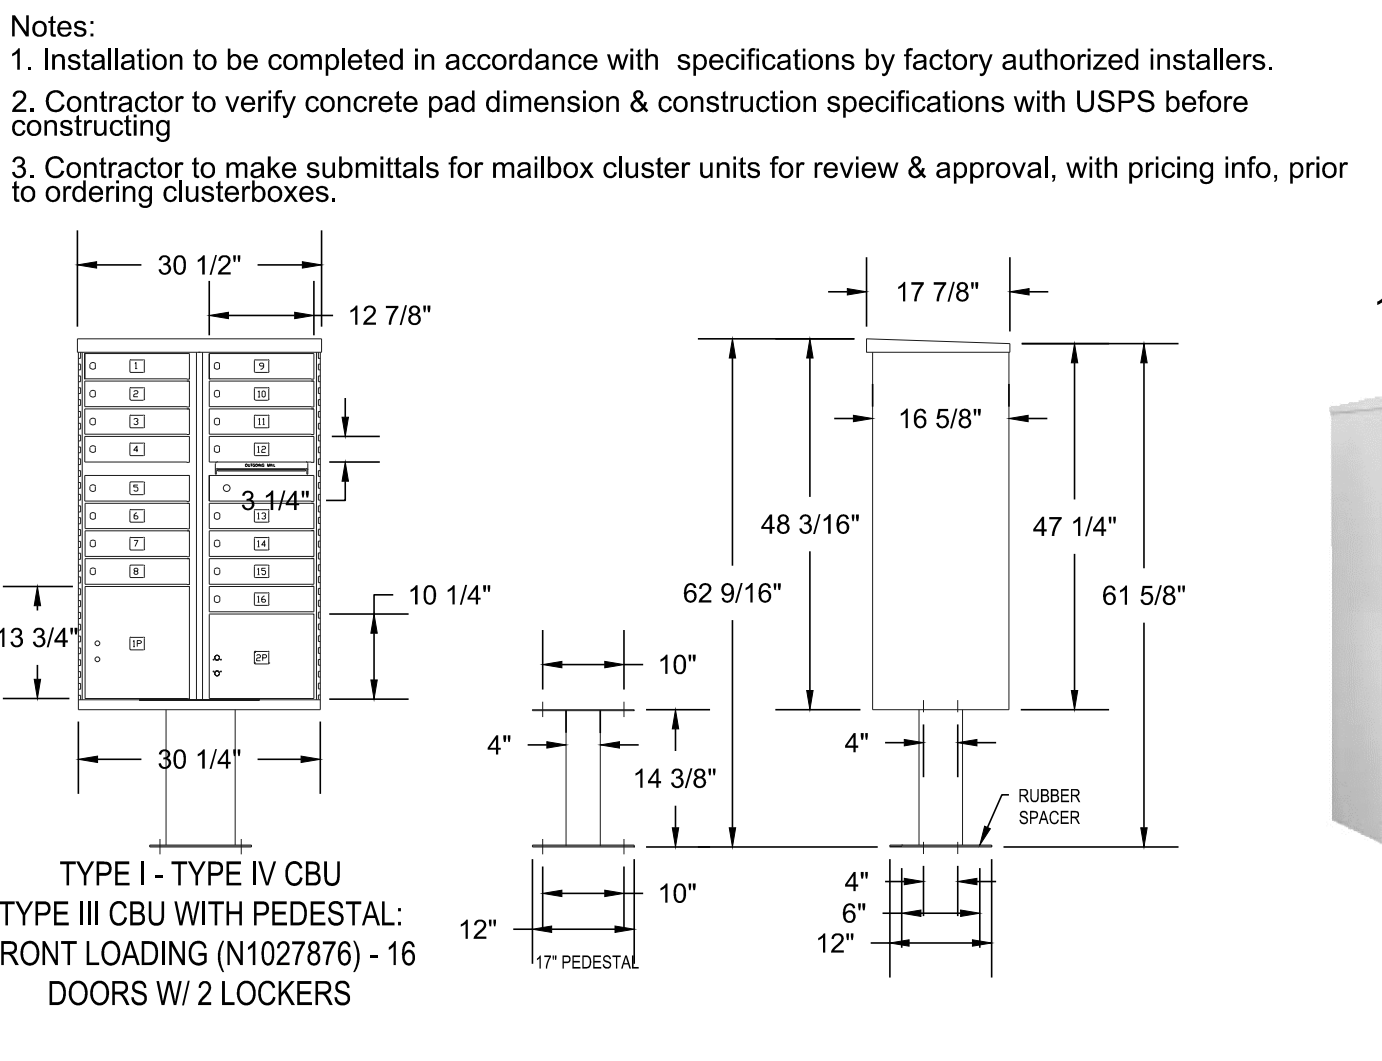 Notes:
1. Installation to be completed in accordance with specifications by factory authorized installers.
2. Contractor to verify concrete pad dimension & construction specifications with USPS before
constructing
3. Contractor to make submittals for mailbox cluster units for review & approval, with pricing info, prior
to ordering clusterboxes.
30 1/2"
12 7/8"
17 7/8"
1 9
2 10
3 11
4 12
OUTGOING MAIL
5
3 1/4"
6 13
7 14
8 15
16
1P
2P
16 5/8"
48 3/16"
47 1/4"
62 9/16"
61 5/8"
10 1/4"
13 3/4"
10"
4"
14 3/8"
4"
30 1/4"
RUBBER
SPACER
10"
12"
17" PEDESTAL
4"
6"
12"
TYPE I - TYPE IV CBU
TYPE III CBU WITH PEDESTAL:
RONT LOADING (N1027876) - 16
DOORS W/ 2 LOCKERS